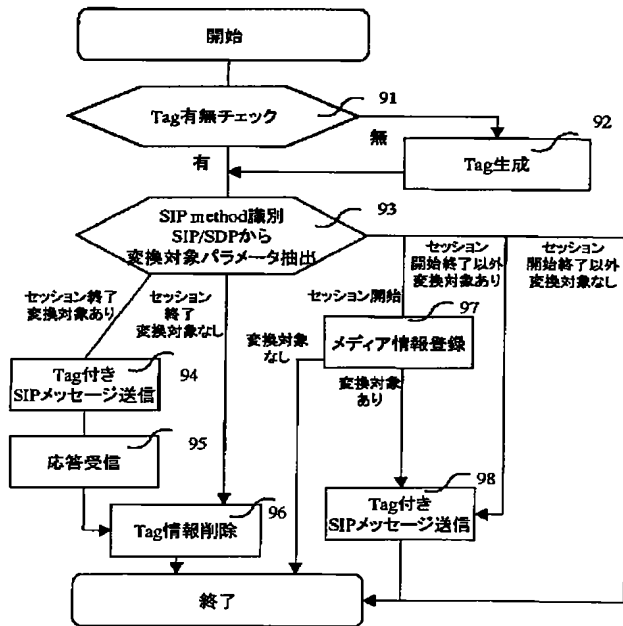 開始
91
Tag有無チェック
無
92
Tag生成
有
SIP method識別
SIP/SDPから
変換対象パラメータ抽出
93
セッション終了
変換対象あり
セッション
終了
変換対象なし
セッション開始
セッション
開始終了以外
変換対象あり
セッション
開始終了以外
変換対象なし
97
メディア情報登録
変換対象
なし
変換対象
あり
94
Tag付き
SIPメッセージ送信
95
応答受信
96
Tag情報削除
98
Tag付き
SIPメッセージ送信
終了